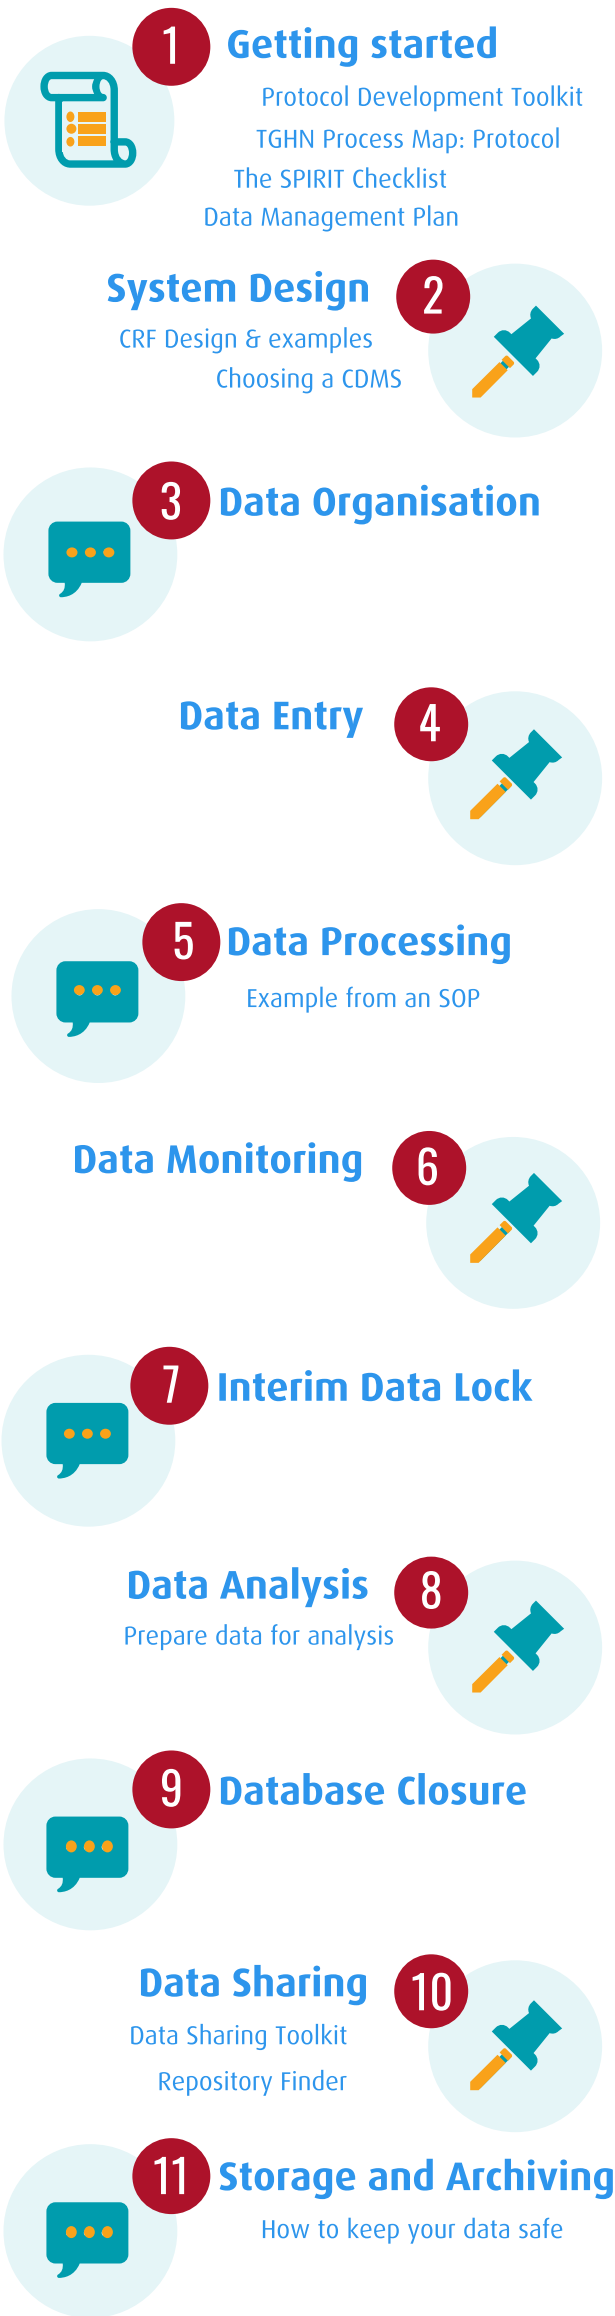 1
Getting started
Protocol Development Toolkit
TGHN Process Map: Protocol
The SPIRIT Checklist
Data Management Plan
System Design
2
CRF Design & examples
Choosing a CDMS
3
Data Organisation
Data Entry
4
5
Data Processing
Example from an SOP
Data Monitoring
6
7
Interim Data Lock
Data Analysis
8
Prepare data for analysis
9
Database Closure
Data Sharing
10
Data Sharing Toolkit
Repository Finder
11
Storage and Archiving
How to keep your data safe